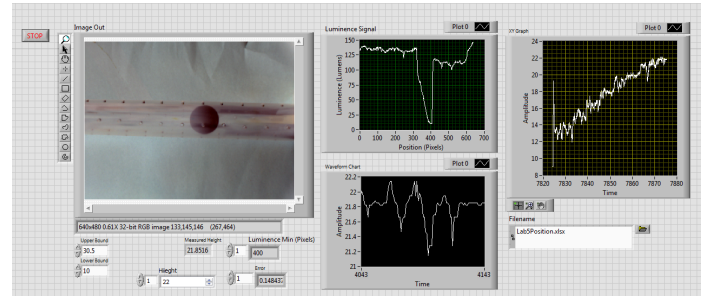 STOP
Image Out
640x480 0.61X 32-bit RGB image 133,145,146 (267,464)
Upper Bound
30.5
Lower Bound
10
Measured Height
21.8516
1
Luminence Min (Pixels)
400
Hieght
1
22
Error
1
0.14843
Luminence Signal
Plot 0
Luminence (Lumens)
150
125
100
75
50
25
0
0 100 200 300 400 500 600 700
Position (Pixels)
Waveform Chart
Plot 0
Amplitude
22.2
22
21.8
21.6
21.4
21.2
21
4043
4143
Time
XY Graph
Plot 0
Amplitude
24
22
20
18
16
14
12
10
8
7820 7830 7840 7850 7860 7870 7880
Time
Filename
Lab5Position.xlsx